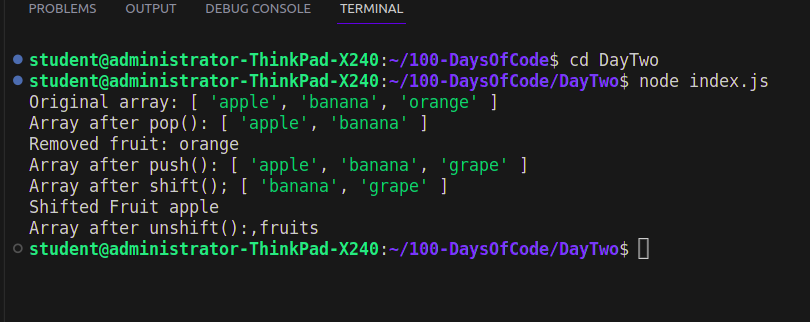 PROBLEMS OUTPUT DEBUG CONSOLE TERMINAL
student@administrator-ThinkPad-X240:~/100-DaysOfCode$ cd DayTwo
student@administrator-ThinkPad-X240:~/100-DaysOfCode/DayTwo$ node index.js
Original array: [ 'apple', 'banana', 'orange' ]
Array after pop(): [ 'apple', 'banana' ]
Removed fruit: orange
Array after push(): [ 'apple', 'banana', 'grape' ]
Array after shift(); [ 'banana', 'grape' ]
Shifted Fruit apple
Array after unshift():,fruits
student@administrator-ThinkPad-X240:~/100-DaysOfCode/DayTwo$